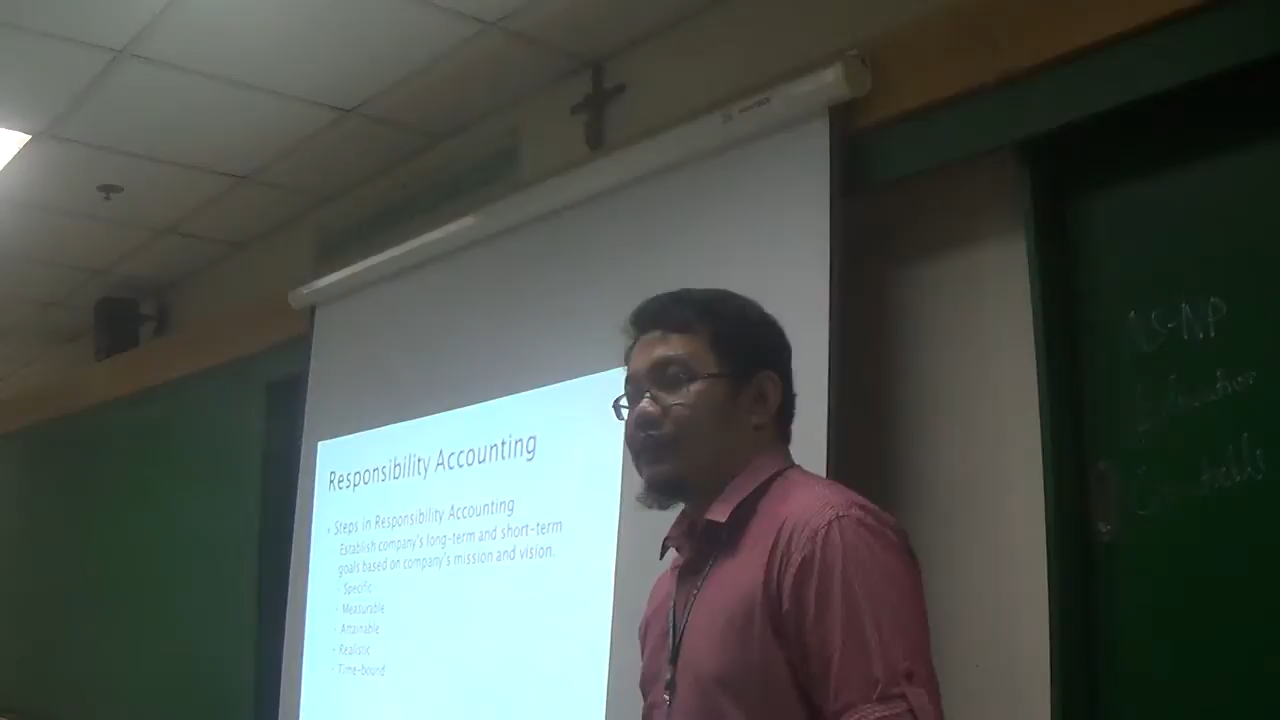 Responsibility Accounting
• Steps in Responsibility Accounting
Establish company's long-term and short-term
goals based on company's mission and vision.
- Specific
- Measurable
- Attainable
- Realistic
- Time-bound